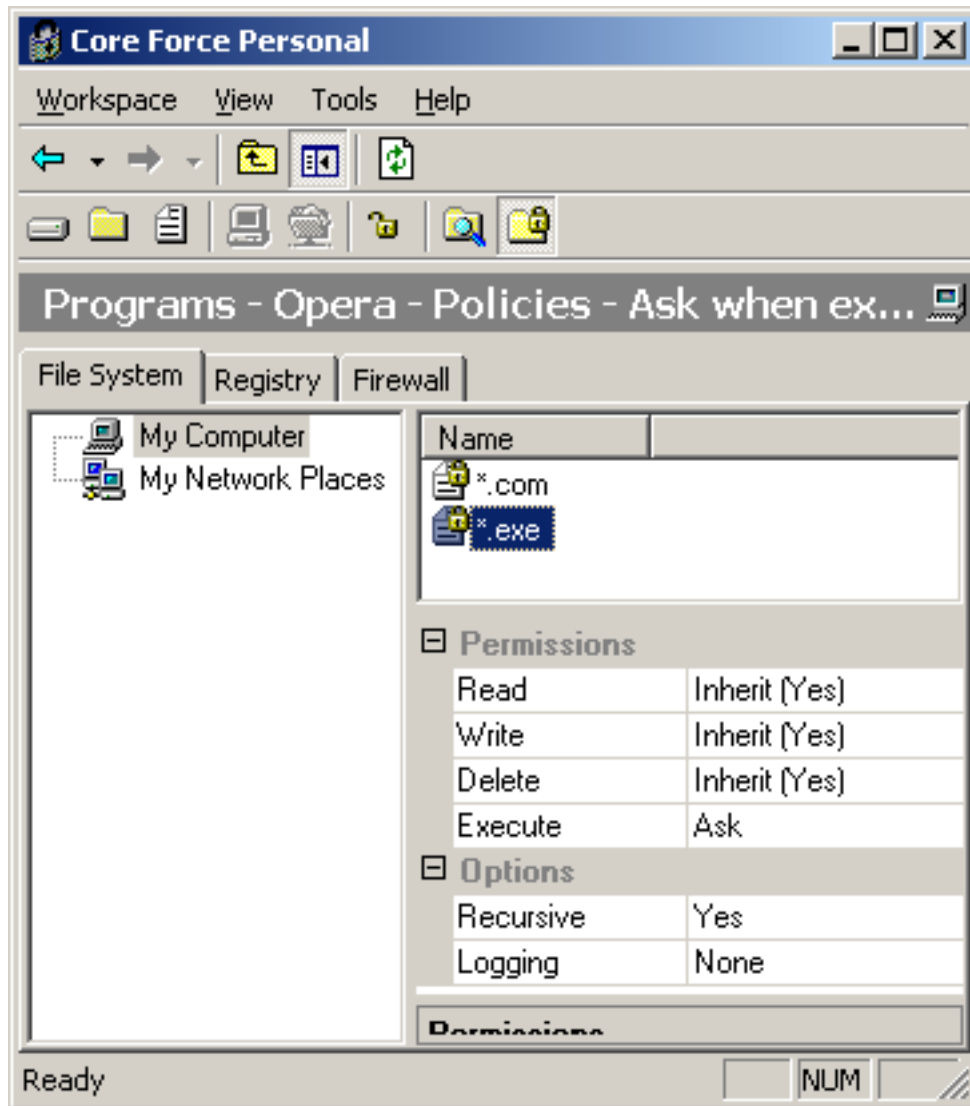 Core Force Personal
Workspace View Tools Help
Programs - Opera - Policies - Ask when ex...
File System Registry Firewall
My Computer
My Network Places
Name
*.com
*.exe
Permissions
Read Inherit (Yes)
Write Inherit (Yes)
Delete Inherit (Yes)
Execute Ask
Options
Recursive Yes
Logging None
Permissions
Ready NUM